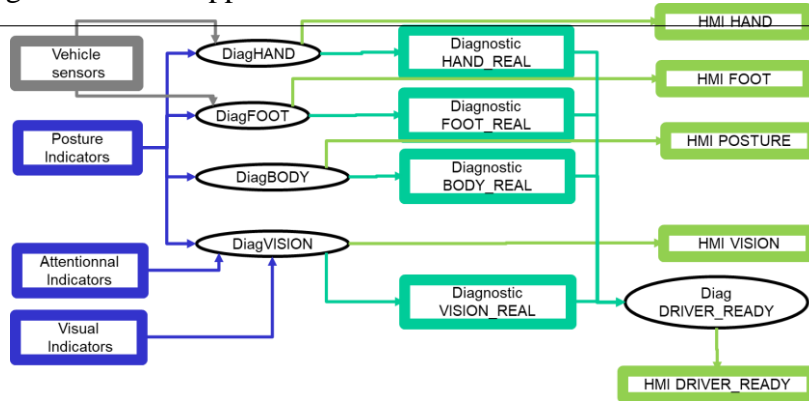 HMI HAND
Vehicle
sensors
DiagHAND
Diagnostic
HAND_REAL
HMI FOOT
DiagFOOT
Diagnostic
FOOT_REAL
Posture
Indicators
HMI POSTURE
DiagBODY
Diagnostic
BODY_REAL
DiagVISION
HMI VISION
Attentionnal
Indicators
Visual
Indicators
Diagnostic
VISION_REAL
Diag
DRIVER_READY
HMI DRIVER_READY